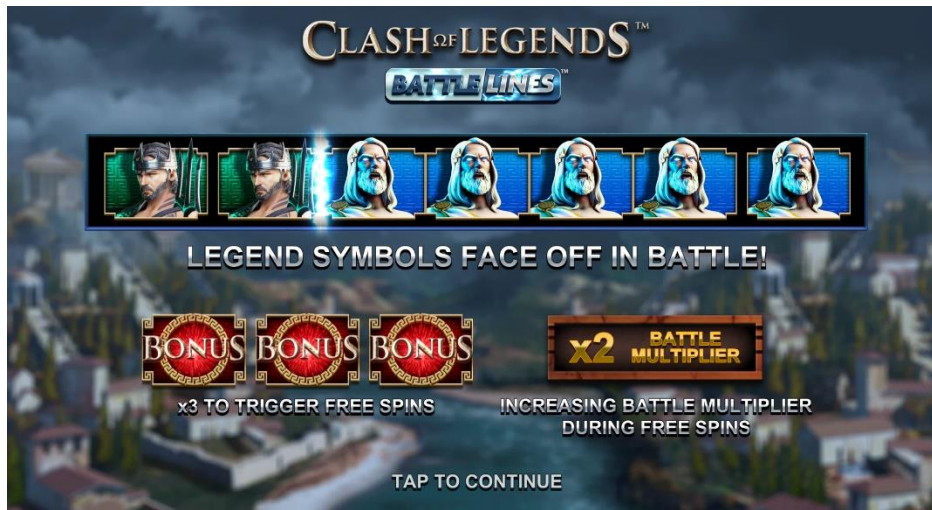 CLASH ΩF LEGENDS™
BATTLE LINES™
LEGEND SYMBOLS FACE OFF IN BATTLE!
BONUS BONUS BONUS
x3 TO TRIGGER FREE SPINS
x2 BATTLE MULTIPLIER
INCREASING BATTLE MULTIPLIER
DURING FREE SPINS
TAP TO CONTINUE